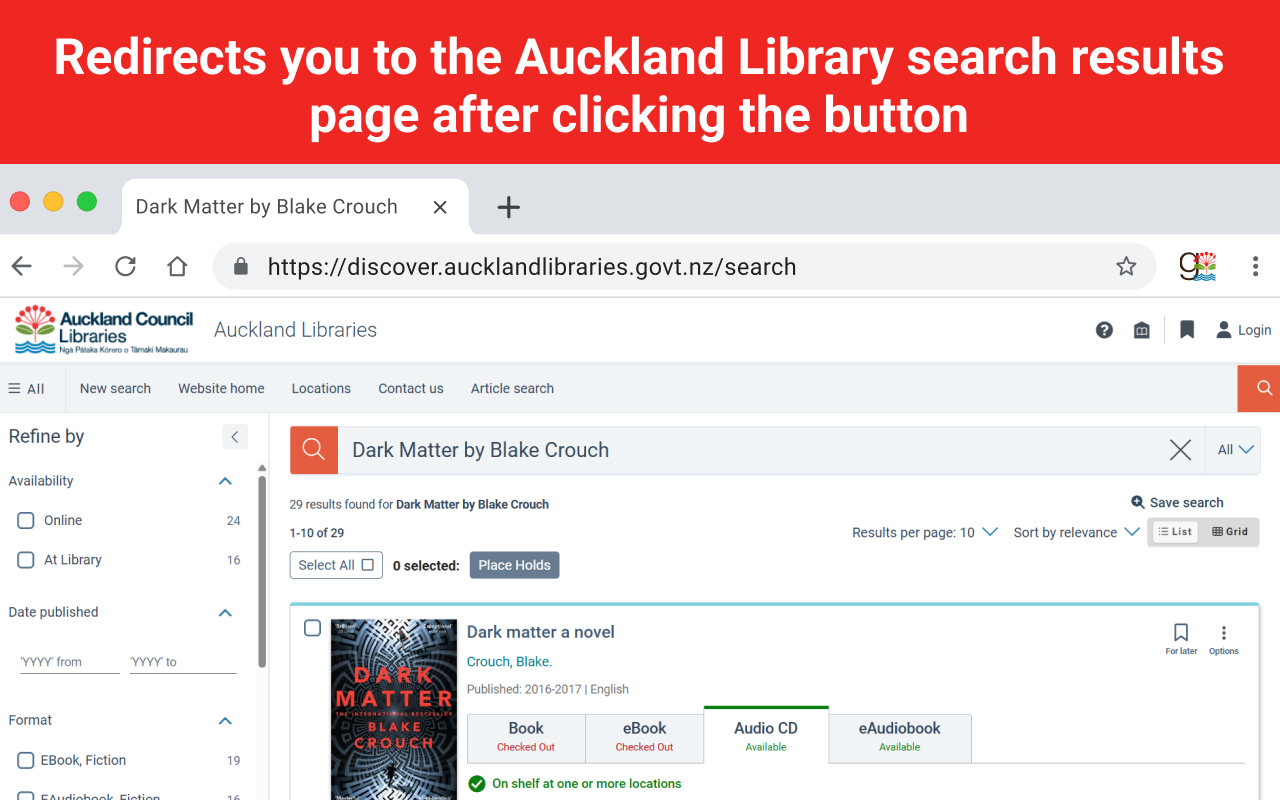 Redirects you to the Auckland Library search results
page after clicking the button
Dark Matter by Blake Crouch
https://discover.aucklandlibraries.govt.nz/search
g
Auckland Council
Libraries
Ngā Pātaka Kōrero o Tāmaki Makaurau
Auckland Libraries
Login
All
New search
Website home
Locations
Contact us
Article search
Refine by
Availability
Online 24
At Library 16
Date published
'YYYY' from 'YYYY' to
Format
EBook, Fiction 19
EAudiobook, Fiction 16
Dark Matter by Blake Crouch
All
29 results found for Dark Matter by Blake Crouch
Save search
1-10 of 29
Results per page: 10
Sort by relevance
List
Grid
Select All
0 selected:
Place Holds
DARK
MATTER
THE INTERNATIONAL BESTSELLER
BLAKE
CROUCH
Dark matter a novel
For later
Options
Crouch, Blake.
Published: 2016-2017 | English
Book
Checked Out
eBook
Checked Out
Audio CD
Available
eAudiobook
Available
On shelf at one or more locations